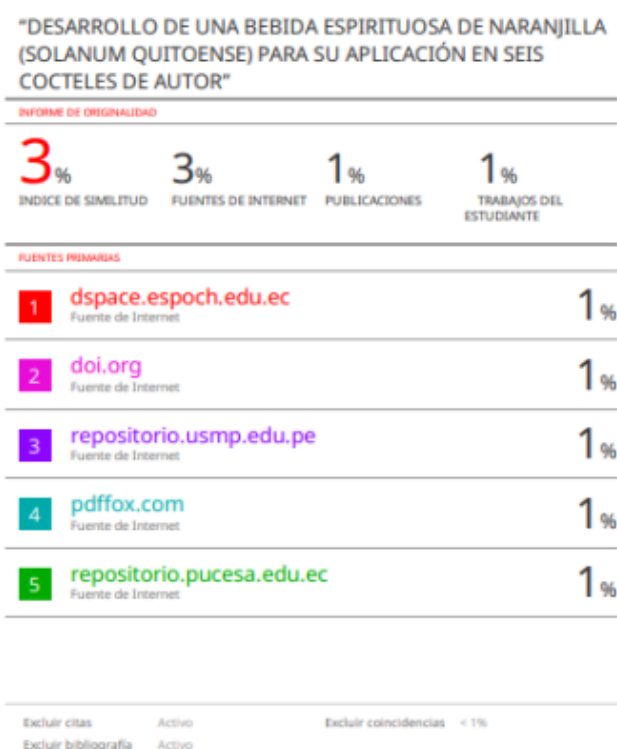 "DESARROLLO DE UNA BEBIDA ESPIRITUOSA DE NARANJILLA
(SOLANUM QUITOENSE) PARA SU APLICACIÓN EN SEIS
COCTELES DE AUTOR"
INFORME DE ORIGINALIDAD
3% 3% 1% 1%
INDICE DE SIMILITUD FUENTES DE INTERNET PUBLICACIONES TRABAJOS DEL
ESTUDIANTE
FUENTES PRIMARIAS
1 dspace.espoch.edu.ec 1%
Fuente de Internet
2 doi.org 1%
Fuente de Internet
3 repositorio.usmp.edu.pe 1%
Fuente de Internet
4 pdffox.com 1%
Fuente de Internet
5 repositorio.pucesa.edu.ec 1%
Fuente de Internet
Excluir citas Activo Excluir coincidencias < 1%
Excluir bibliografía Activo